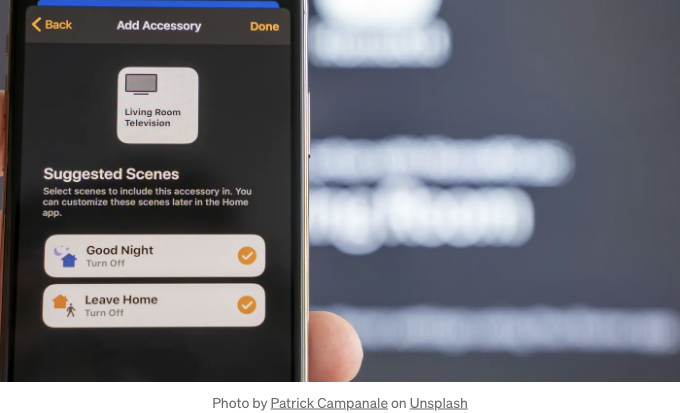 Back Add Accessory Done
Living Room
Television
Suggested Scenes
Select scenes to include this accessory in. You
can customize these scenes later in the Home
app.
Good Night
Turn Off
Leave Home
Turn Off
Photo by Patrick Campanale on Unsplash